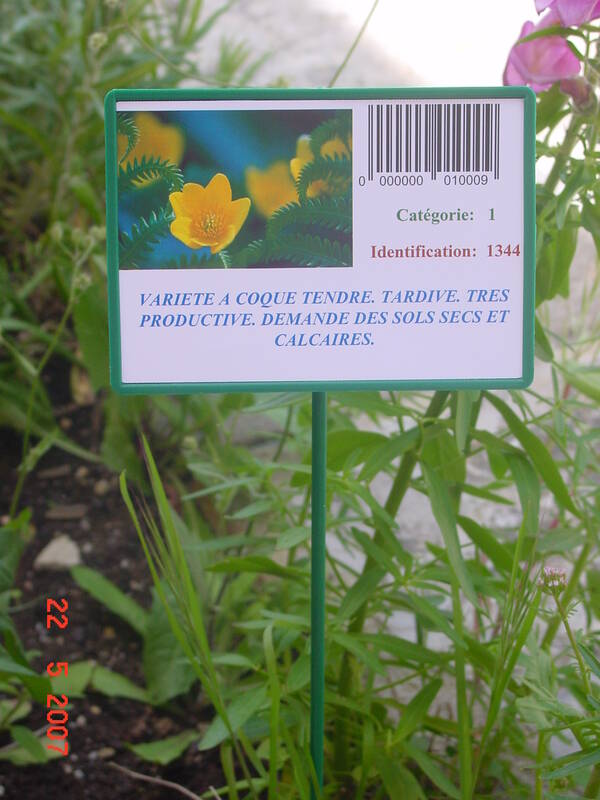 0 000000 010009
Catégorie: 1
Identification: 1344
VARIETE A COQUE TENDRE. TARDIVE. TRES
PRODUCTIVE. DEMANDE DES SOLS SECS ET
CALCAIRES.
22 5 2007